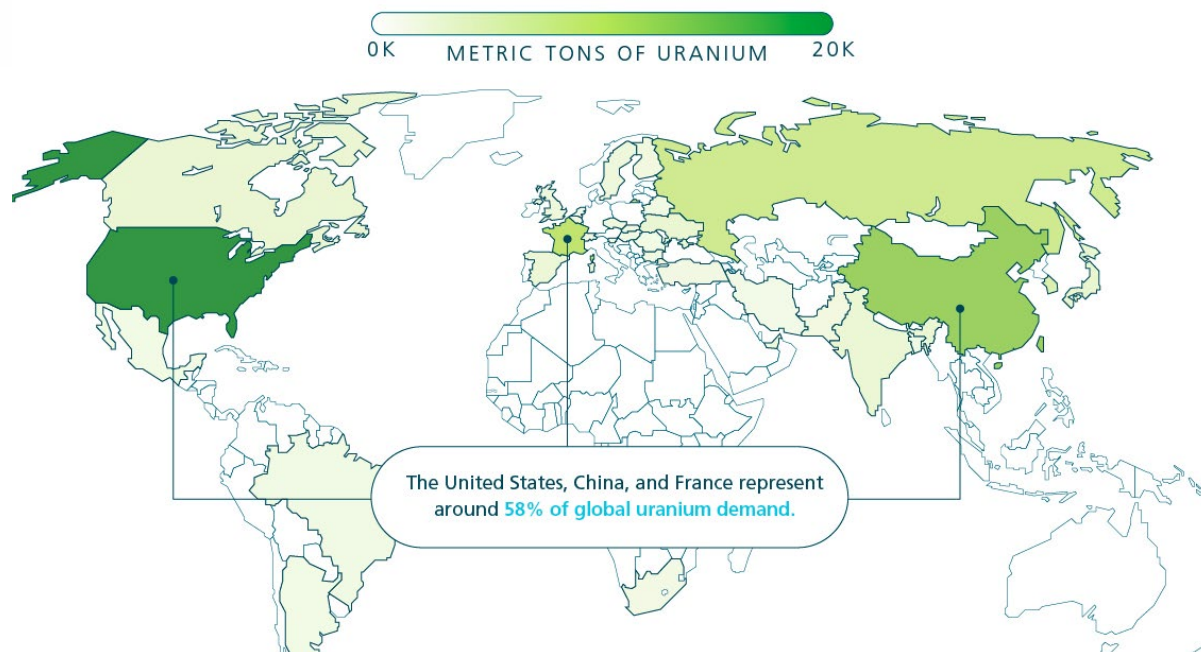 0K METRIC TONS OF URANIUM 20K
The United States, China, and France represent
around 58% of global uranium demand.